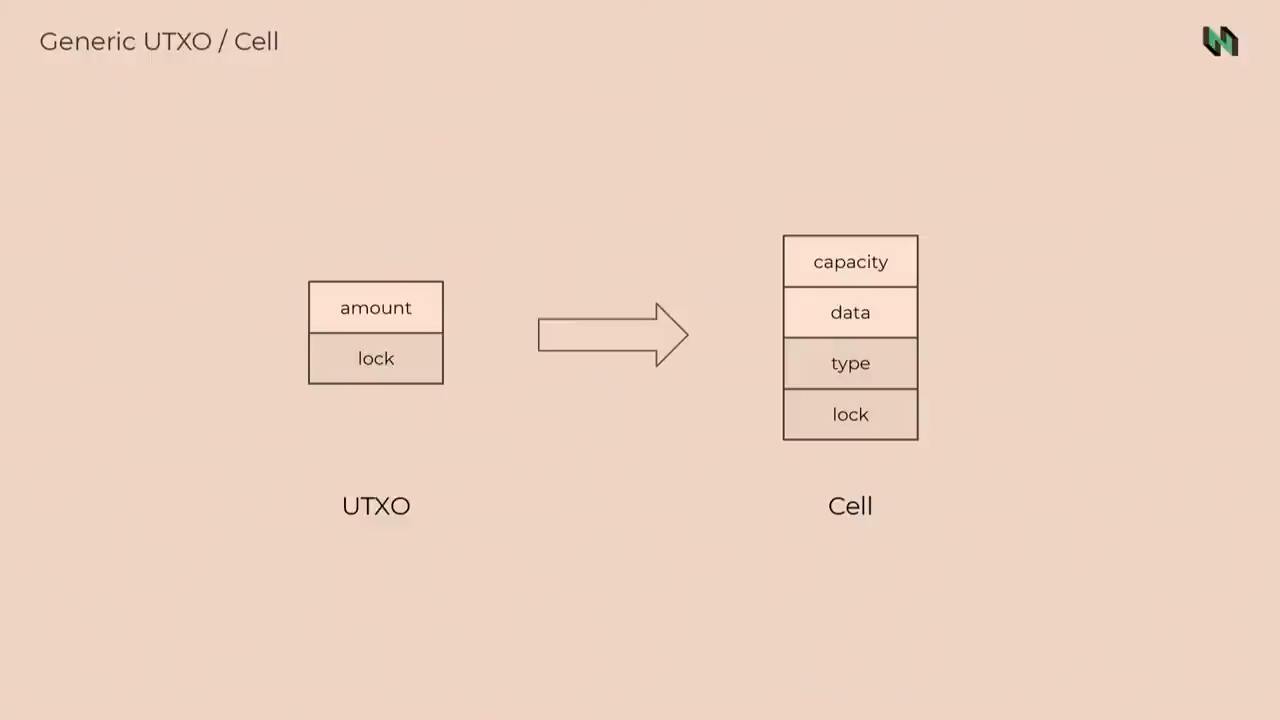 Generic UTXO / Cell
amount
lock
UTXO
capacity
data
type
lock
Cell